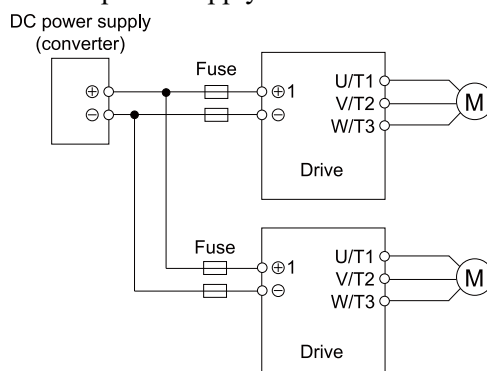 DC power supply
(converter)
⊕
⊖
Fuse
⊕1
⊖
U/T1
V/T2
W/T3
M
Drive
Fuse
⊕1
⊖
U/T1
V/T2
W/T3
M
Drive